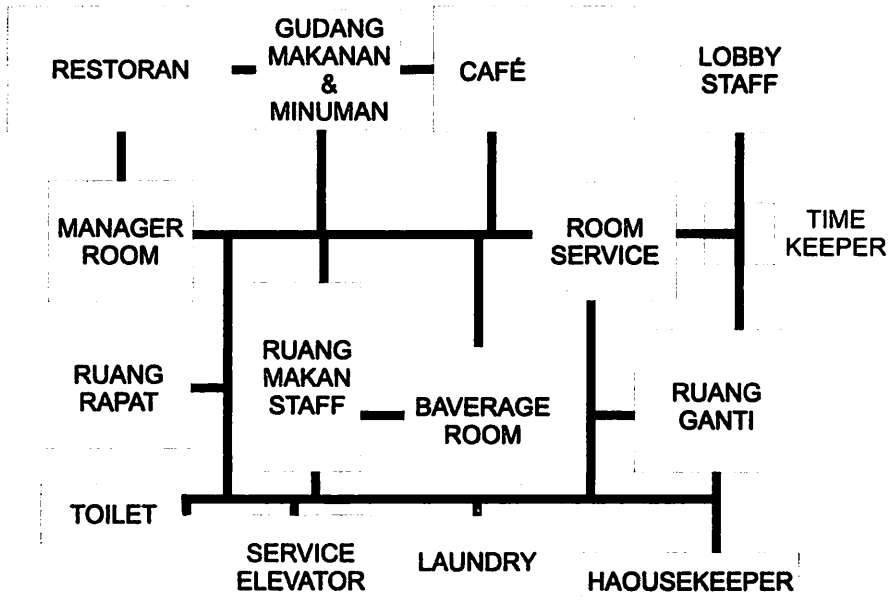 RESTORAN
GUDANG
MAKANAN
&
MINUMAN
CAFÉ
LOBBY
STAFF
MANAGER
ROOM
ROOM
SERVICE
TIME
KEEPER
RUANG
RAPAT
RUANG
MAKAN
STAFF
BAVERAGE
ROOM
RUANG
GANTI
TOILET
SERVICE
ELEVATOR
LAUNDRY
HAOUSEKEEPER